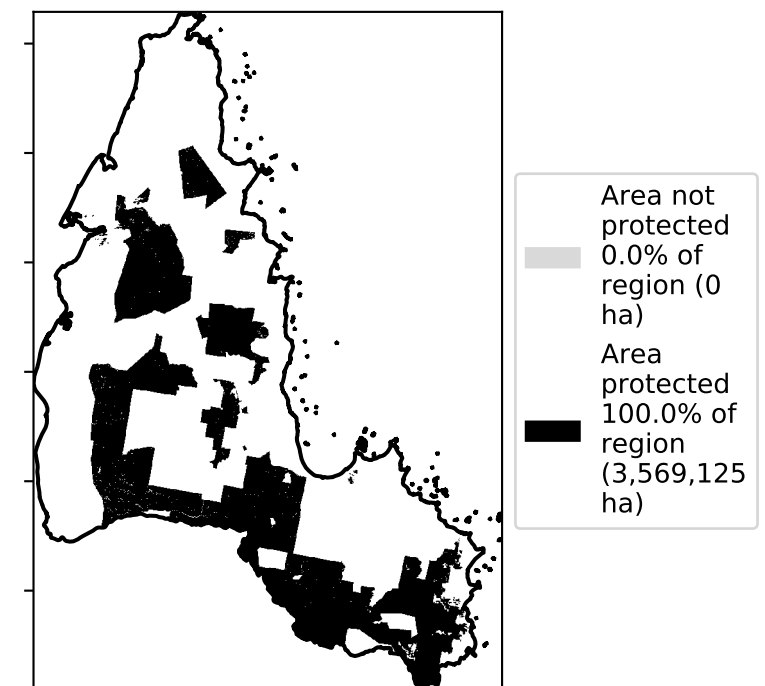 Area not
protected
0.0% of
region (0
ha)
Area
protected
100.0% of
region
(3,569,125
ha)